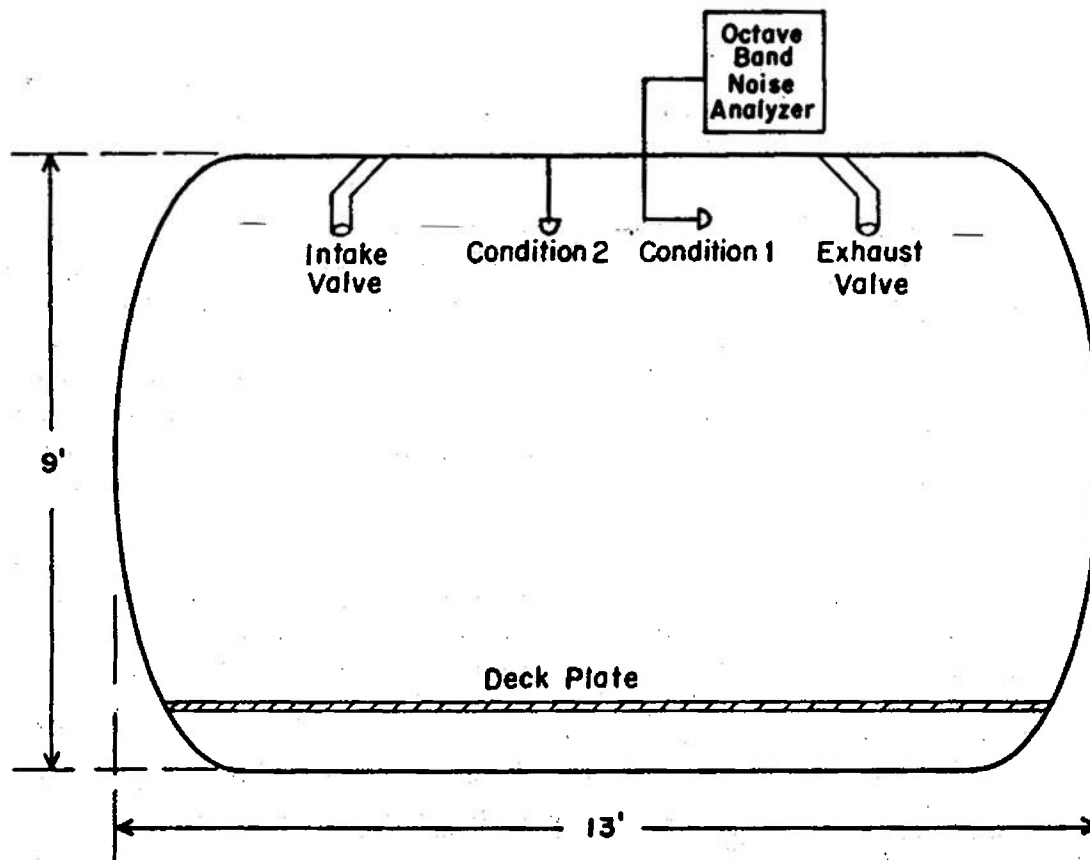 Octave
Band
Noise
Analyzer
Intake
Valve
Condition 2
Condition 1
Exhaust
Valve
9'
Deck Plate
13'